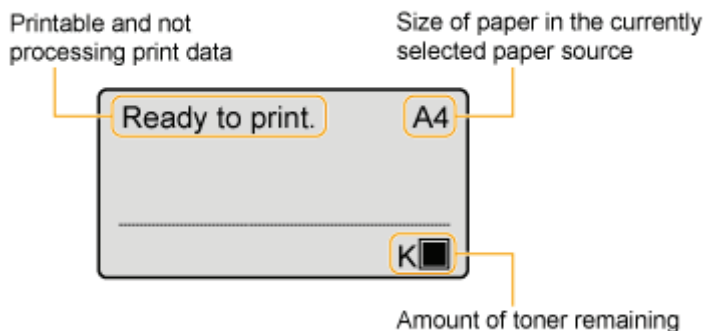 Printable and not
processing print data
Size of paper in the currently
selected paper source
Ready to print.
A4
K
Amount of toner remaining